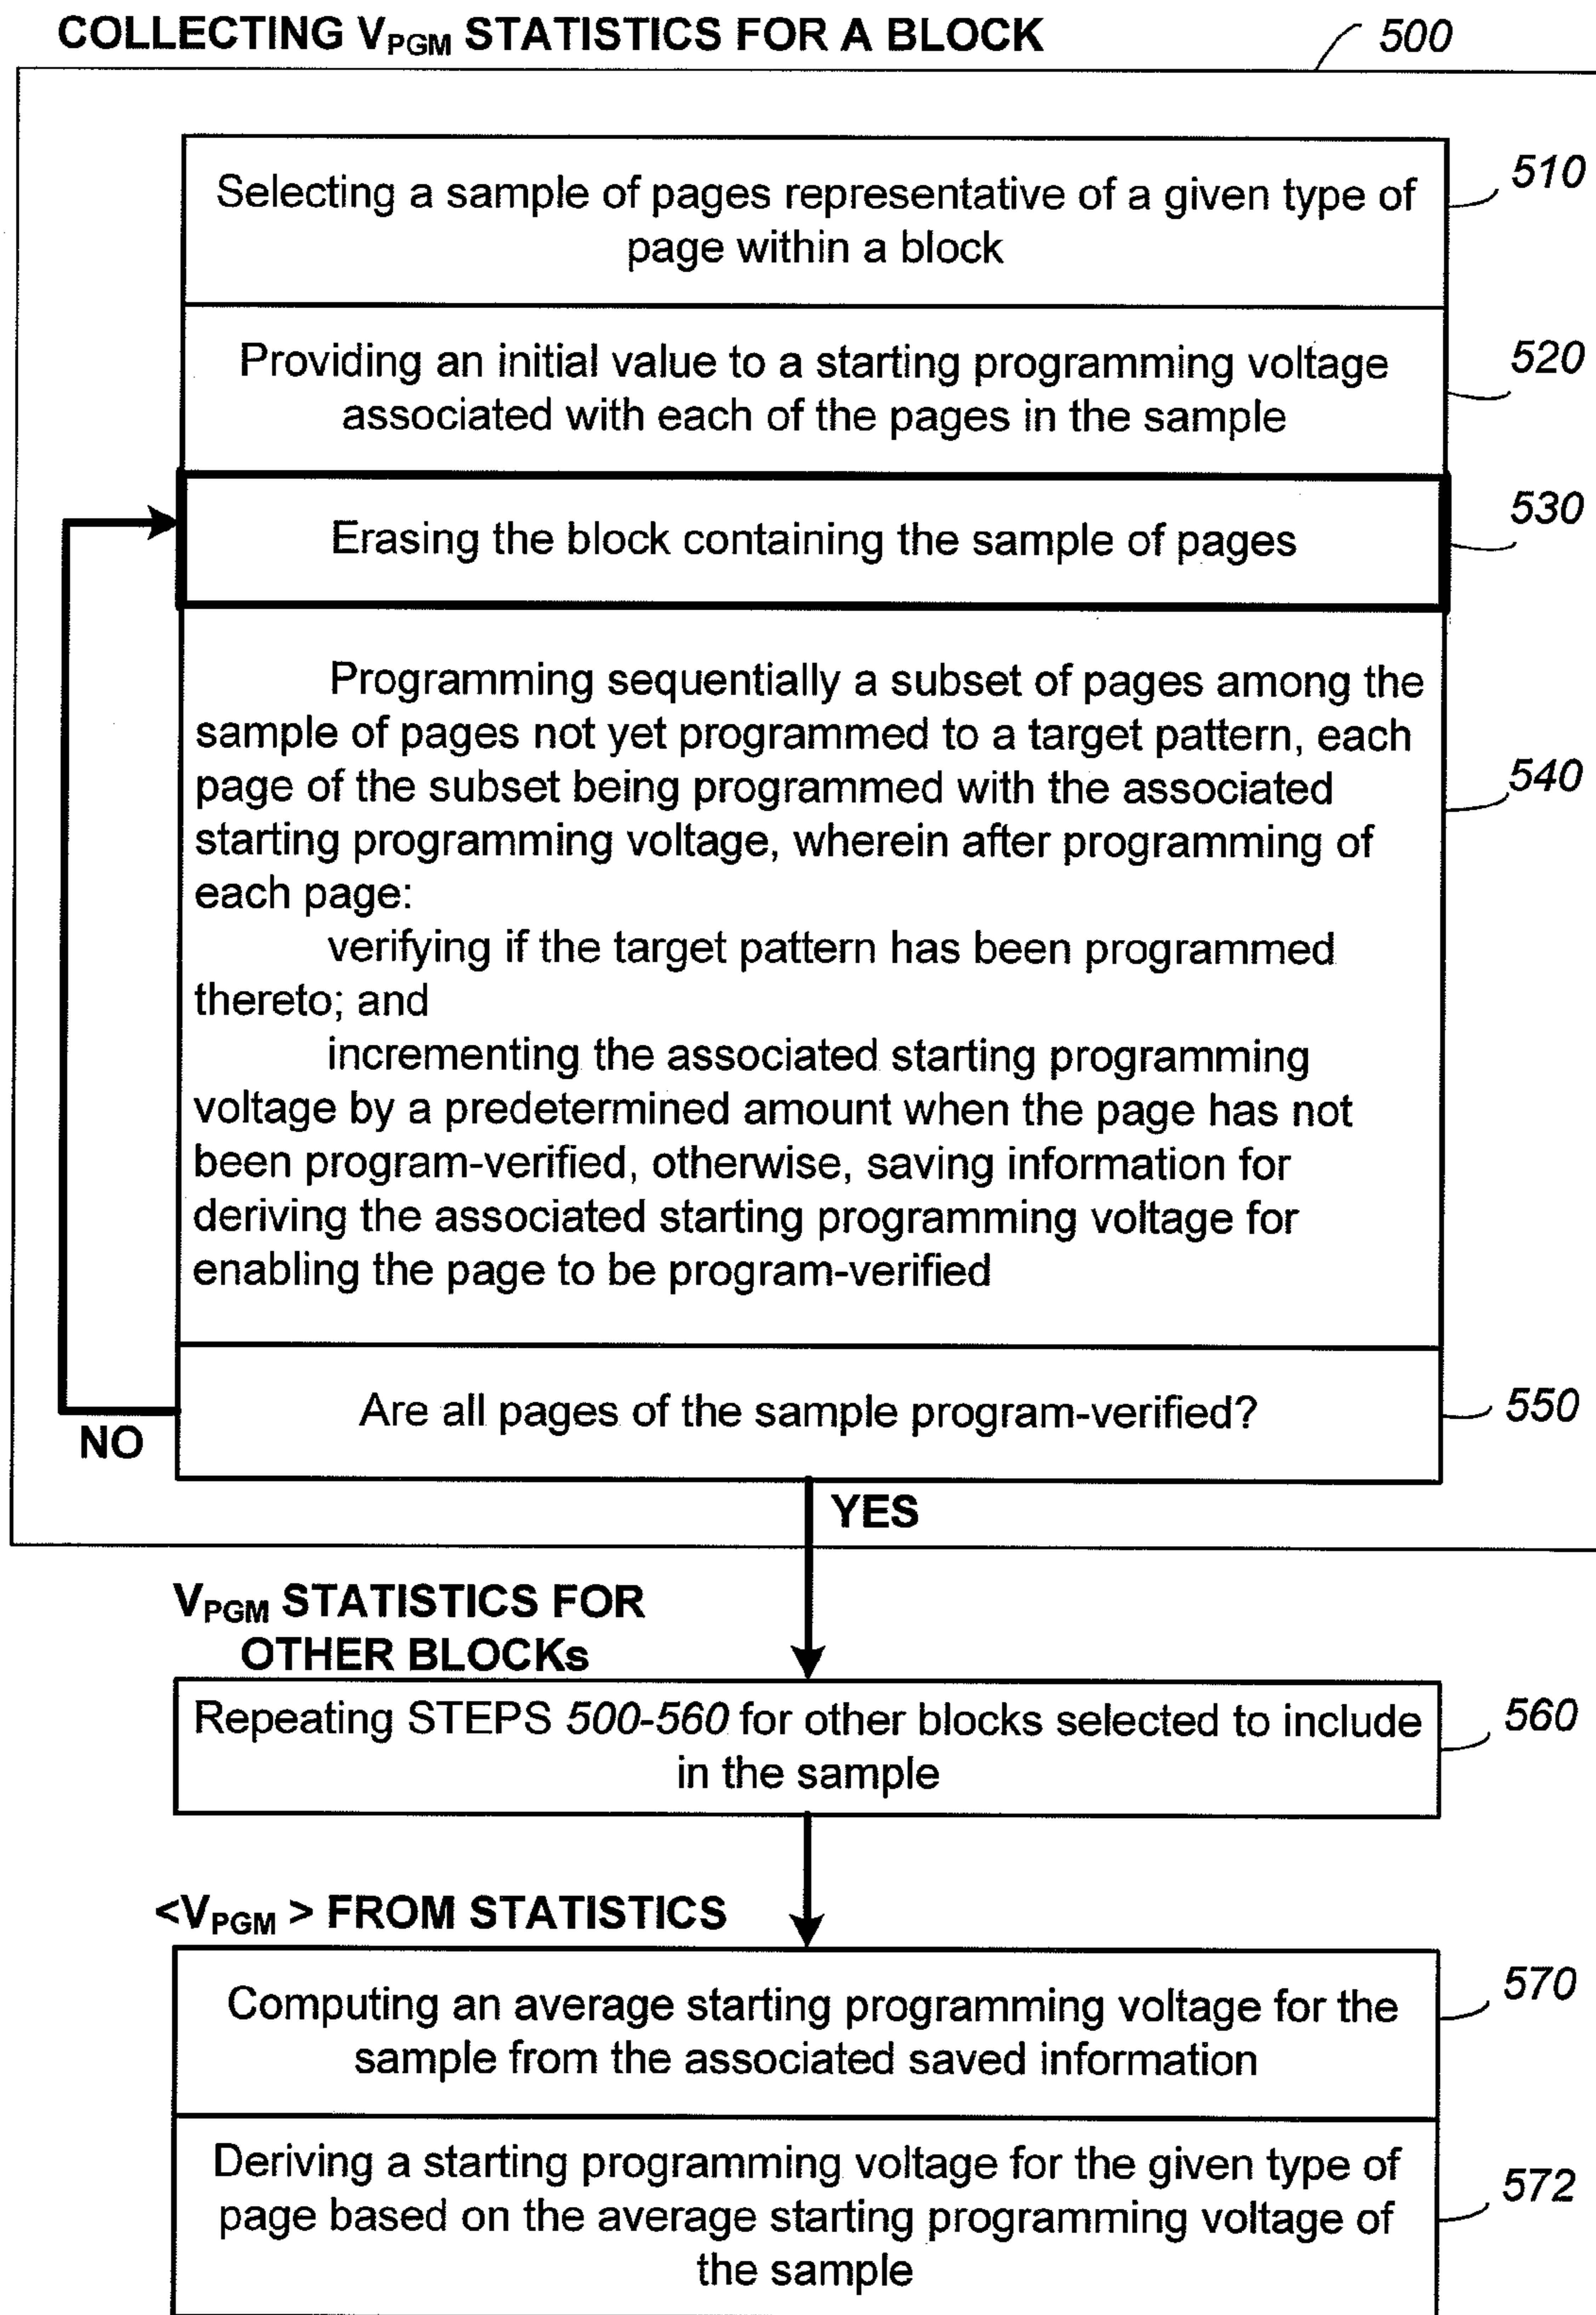 COLLECTING VPGM STATISTICS FOR A BLOCK
500
Selecting a sample of pages representative of a given type of
page within a block
510
Providing an initial value to a starting programming voltage
associated with each of the pages in the sample
520
Erasing the block containing the sample of pages
530
Programming sequentially a subset of pages among the
sample of pages not yet programmed to a target pattern, each
page of the subset being programmed with the associated
starting programming voltage, wherein after programming of
each page:
verifying if the target pattern has been programmed
thereto; and
incrementing the associated starting programming
voltage by a predetermined amount when the page has not
been program-verified, otherwise, saving information for
deriving the associated starting programming voltage for
enabling the page to be program-verified
540
Are all pages of the sample program-verified?
550
NO
YES
VPGM STATISTICS FOR
OTHER BLOCKs
Repeating STEPS 500-560 for other blocks selected to include
in the sample
560
<VPGM > FROM STATISTICS
Computing an average starting programming voltage for the
sample from the associated saved information
570
Deriving a starting programming voltage for the given type of
page based on the average starting programming voltage of
the sample
572